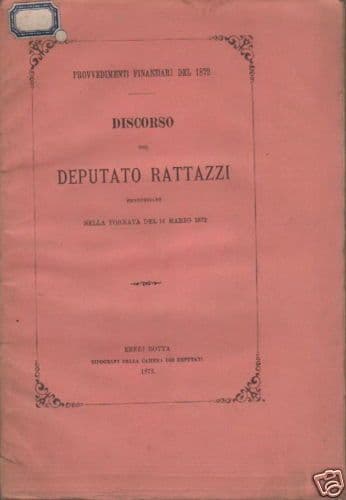 PROVVEDIMENTI FINANZIARI DEL 1872
DISCORSO
DEL
DEPUTATO RATTAZZI
PRONUNZIATO
NELLA TORNATA DEL MARZO 1872
EREDI BOTTA
TIPOGRAFI DELLA CAMERA DEI DEPUTATI
1872.